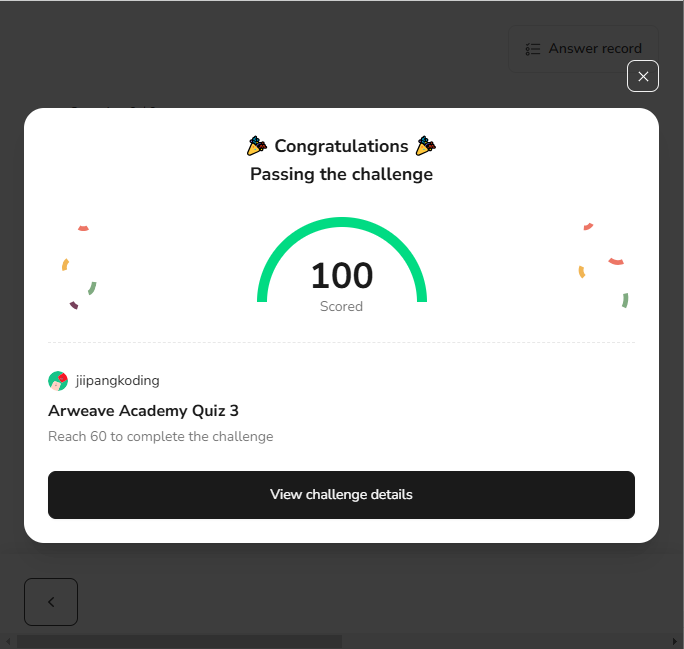 Answer record
Congratulations
Passing the challenge
100
Scored
jiipangkoding
Arweave Academy Quiz 3
Reach 60 to complete the challenge
View challenge details